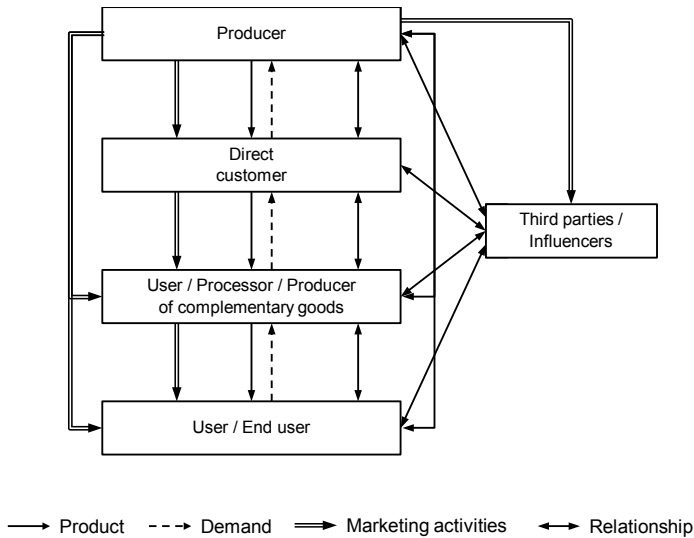 Producer
Direct
customer
Third parties /
Influencers
User / Processor / Producer
of complementary goods
User / End user
Product Demand Marketing activities Relationship